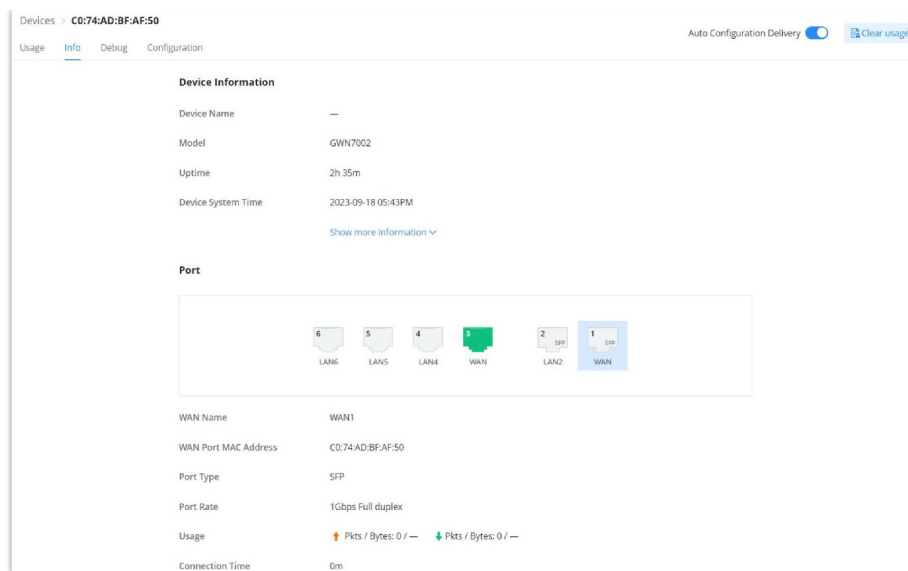 Devices > C0:74:AD:BF:AF:50
Auto Configuration Delivery
Clear usage
Usage Info Debug Configuration
Device Information
Device Name —
Model GWN7002
Uptime 2h 35m
Device System Time 2023-09-18 05:43PM
Show more Information
Port
6 5 4 3 2 SFP 1 SFP
LAN6 LAN5 LAN4 WAN LAN2 WAN
WAN Name WAN1
WAN Port MAC Address C0:74:AD:BF:AF:50
Port Type SFP
Port Rate 1Gbps Full duplex
Usage Pkts / Bytes: 0 / — Pkts / Bytes: 0 / —
Connection Time 0m